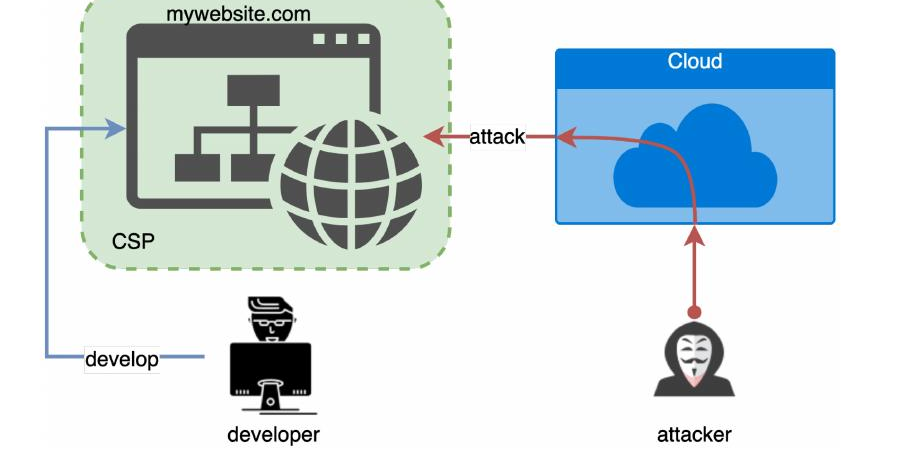 mywebsite.com
Cloud
attack
CSP
develop
developer
attacker